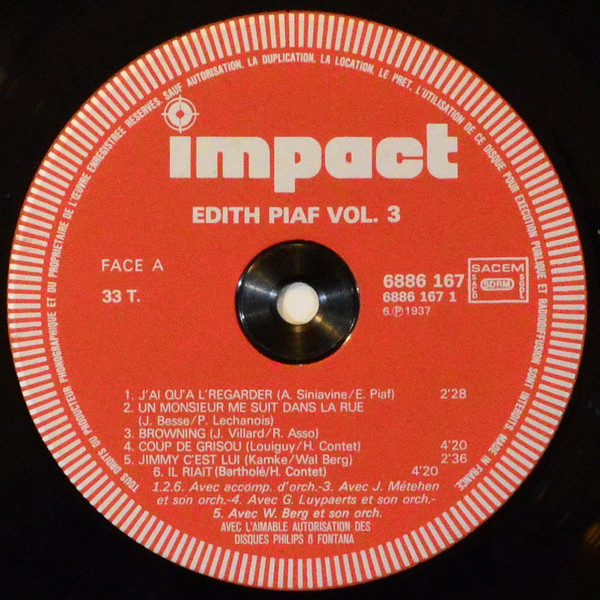 TOUS DROITS DU PRODUCTEUR PHONOGRAPHIQUE ET DU PROPRIETAIRE DE L'ŒUVRE ENREGISTREE RESERVES. SAUF AUTORISATION, LA DUPLICATION, LA LOCATION, LE PRET, L'UTILISATION DE CE DISQUE POUR EXECUTION PUBLIQUE ET RADIODIFFUSION SONT INTERDITS. MADE IN FRANCE
impact
EDITH PIAF VOL. 3
FACE A
33 T.
6886 167
6886 167 1
6. Ⓟ 1937
SACEM
SACD
SDRM
SGDL
1. J'AI QU'A L'REGARDER (A. Siniavine/E. Piaf) 2'28
2. UN MONSIEUR ME SUIT DANS LA RUE
(J. Besse/P. Lechanois)
3. BROWNING (J. Villard/R. Asso)
4. COUP DE GRISOU (Louiguy/H. Contet) 4'20
5. JIMMY C'EST LUI (Kamke/Wal Berg) 2'36
6. IL RIAIT (Bartholé/H. Contet) 4'20
1.2.6. Avec accomp. d'orch.-3. Avec J. Météhen
et son orch.-4. Avec G. Luypaerts et son orch.-
5. Avec W. Berg et son orch.
AVEC L'AIMABLE AUTORISATION DES
DISQUES PHILIPS & FONTANA